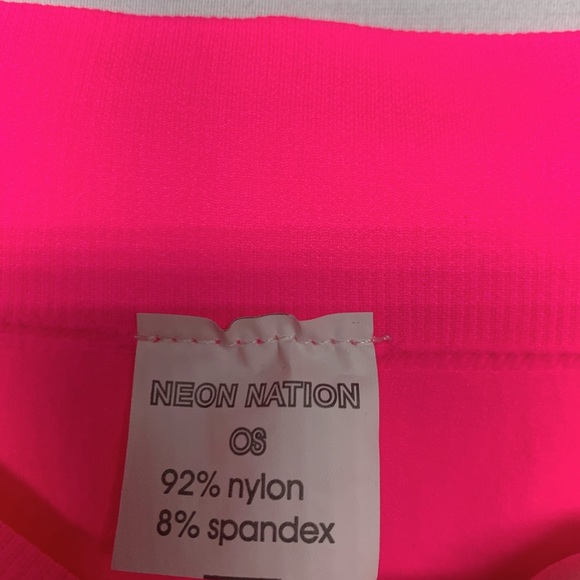 NEON NATION
OS
92% nylon
8% spandex